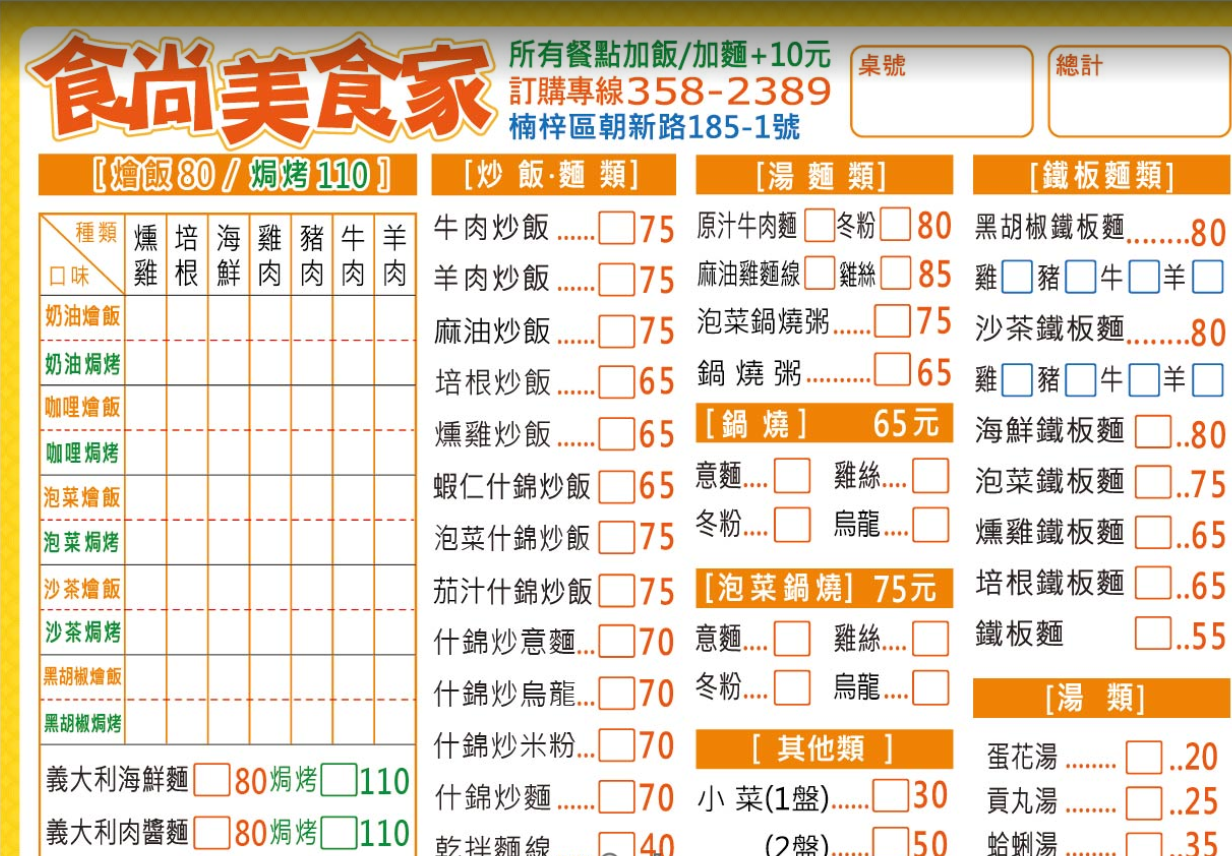 食尚美食家
所有餐點加飯/加麵+10元
訂購專線358-2389
楠梓區朝新路185-1號
桌號
總計
[燴飯80/焗烤110]
種類
口味
燻雞 培根 海鮮 雞肉 豬肉 牛肉 羊肉
奶油燴飯
奶油焗烤
咖哩燴飯
咖哩焗烤
泡菜燴飯
泡菜焗烤
沙茶燴飯
沙茶焗烤
黑胡椒燴飯
黑胡椒焗烤
義大利海鮮麵 80 焗烤 110
義大利肉醬麵 80 焗烤 110
[炒 飯·麵 類]
牛肉炒飯......75
羊肉炒飯......75
麻油炒飯......75
培根炒飯......65
燻雞炒飯......65
蝦仁什錦炒飯 65
泡菜什錦炒飯 75
茄汁什錦炒飯 75
什錦炒意麵...70
什錦炒烏龍...70
什錦炒米粉...70
什錦炒麵......70
乾拌麵線 40
[湯 麵 類]
原汁牛肉麵 冬粉 80
麻油雞麵線 雞絲 85
泡菜鍋燒粥......75
鍋 燒 粥..........65
[鍋 燒] 65元
意麵.... 雞絲....
冬粉.... 烏龍....
[泡菜鍋燒] 75元
意麵.... 雞絲....
冬粉.... 烏龍....
[ 其他類 ]
小 菜(1盤)......30
(2盤)......50
[鐵板麵類]
黑胡椒鐵板麵........80
雞 豬 牛 羊
沙茶鐵板麵........80
雞 豬 牛 羊
海鮮鐵板麵 ..80
泡菜鐵板麵 ..75
燻雞鐵板麵 ..65
培根鐵板麵 ..65
鐵板麵 ..55
[湯 類]
蛋花湯 ........ ..20
貢丸湯 ........ ..25
蛤蜊湯 ........ ..35